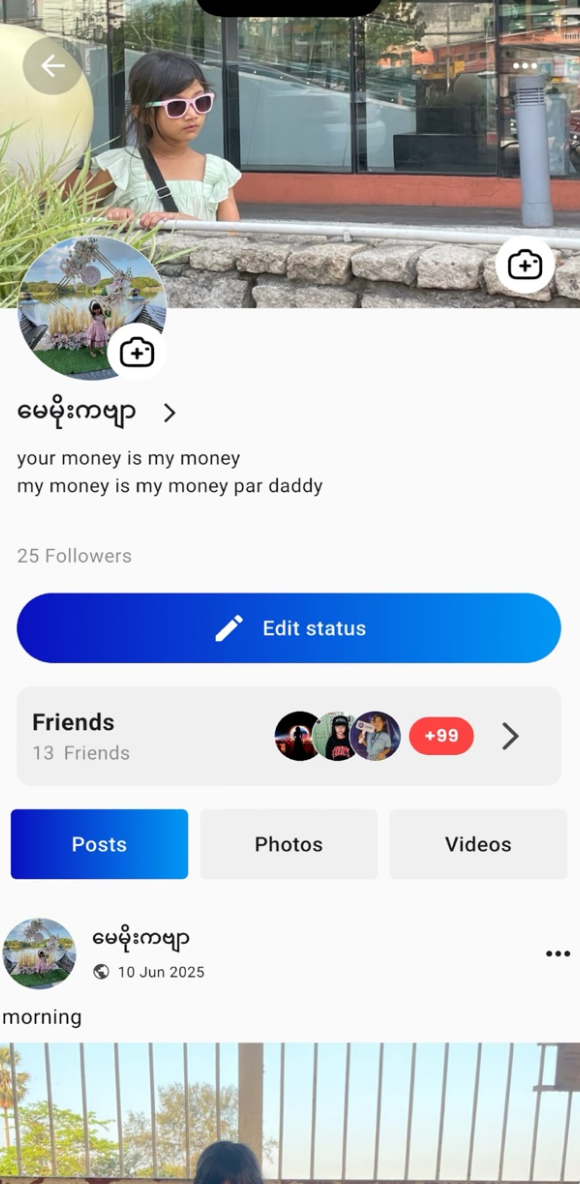 မေမိုးကဗျာ
your money is my money
my money is my money par daddy
25 Followers
Edit status
Friends
13 Friends
+99
Posts
Photos
Videos
မေမိုးကဗျာ
10 Jun 2025
morning